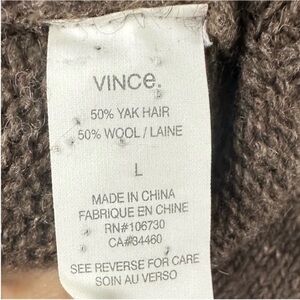 VINCe.
50% YAK HAIR
50% WOOL / LAINE
L
MADE IN CHINA
FABRIQUE EN CHINE
RN#106730
CA#34460
SEE REVERSE FOR CARE
SOIN AU VERSO